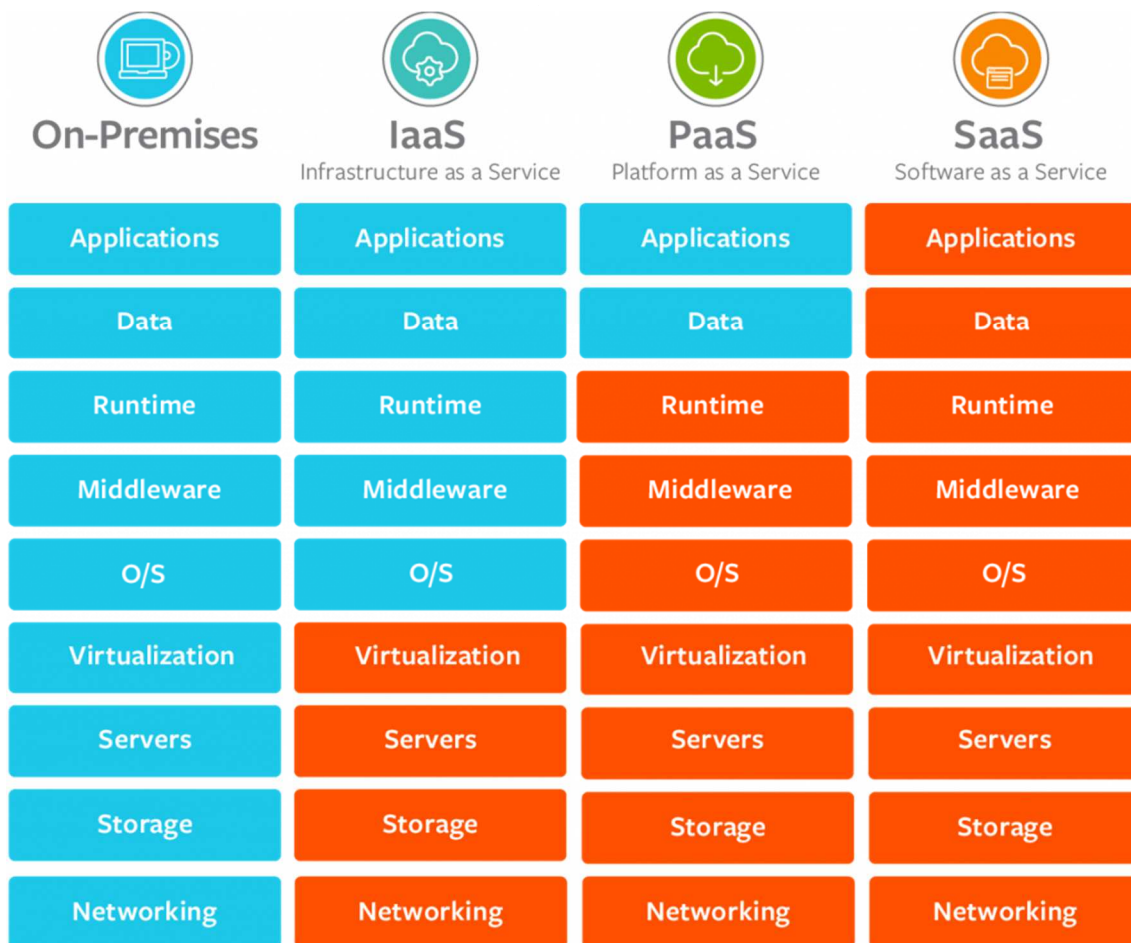 On-Premises IaaS PaaS SaaS
Infrastructure as a Service Platform as a Service Software as a Service
Applications Applications Applications Applications
Data Data Data Data
Runtime Runtime Runtime Runtime
Middleware Middleware Middleware Middleware
O/S O/S O/S O/S
Virtualization Virtualization Virtualization Virtualization
Servers Servers Servers Servers
Storage Storage Storage Storage
Networking Networking Networking Networking